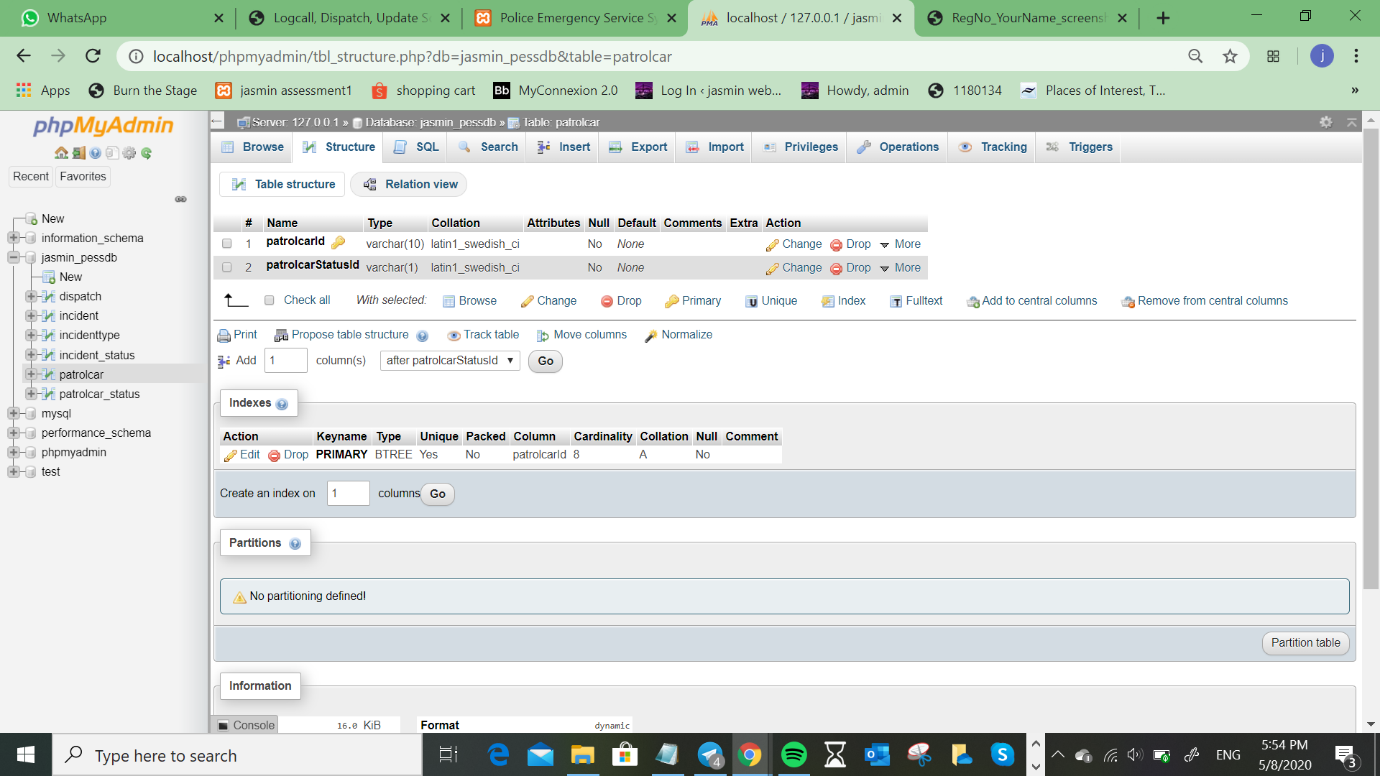 WhatsApp
Logcall, Dispatch, Update S
Police Emergency Service Sy
localhost / 127.0.0.1 / jasmi
RegNo_YourName_screensh
localhost/phpmyadmin/tbl_structure.php?db=jasmin_pessdb&table=patrolcar
j
Apps
Burn the Stage
jasmin assessment1
shopping cart
Bb MyConnexion 2.0
Log In ‹ jasmin web...
Howdy, admin
1180134
Places of Interest, T...
»
phpMyAdmin
Recent Favorites
New
information_schema
jasmin_pessdb
New
dispatch
incident
incidenttype
incident_status
patrolcar
patrolcar_status
mysql
performance_schema
phpmyadmin
test
Server: 127.0.0.1 » Database: jasmin_pessdb » Table: patrolcar
Browse Structure SQL Search Insert Export Import Privileges Operations Tracking Triggers
Table structure Relation view
# Name Type Collation Attributes Null Default Comments Extra Action
1 patrolcarId varchar(10) latin1_swedish_ci No None Change Drop More
2 patrolcarStatusId varchar(1) latin1_swedish_ci No None Change Drop More
Check all With selected: Browse Change Drop Primary Unique Index Fulltext Add to central columns Remove from central columns
Print Propose table structure Track table Move columns Normalize
Add 1 column(s) after patrolcarStatusId Go
Indexes
Action Keyname Type Unique Packed Column Cardinality Collation Null Comment
Edit Drop PRIMARY BTREE Yes No patrolcarId 8 A No
Create an index on 1 columns Go
Partitions
No partitioning defined!
Partition table
Information
Console 16.0 KiB Format dynamic
Type here to search
4
ENG
5:54 PM
5/8/2020
3